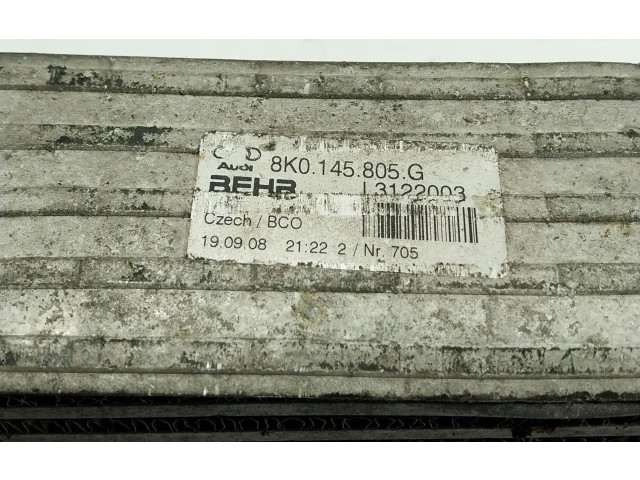 Audi 8K0.145.805.G
BEHR L3122003
Czech / BCO
19.09.08 21:22 2 / Nr. 705